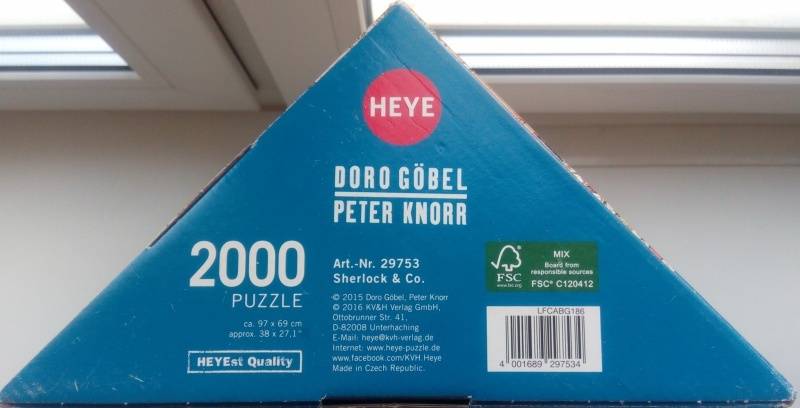 HEYE
DORO GÖBEL
PETER KNORR
2000
PUZZLE
ca. 97 x 69 cm
approx. 38 x 27,1"
HEYEst Quality
Art.-Nr. 29753
Sherlock & Co.
© 2015 Doro Göbel, Peter Knorr
© 2016 KV&H Verlag GmbH,
Ottobrunner Str. 41,
D-82008 Unterhaching
E-Mail: heye@kvh-verlag.de
Internet: www.heye-puzzle.de
www.facebook.com/KVH.Heye
Made in Czech Republic.
FSC
www.fsc.org
MIX
Board from
responsible sources
FSC® C120412
LFCABG186
4 001689 297534